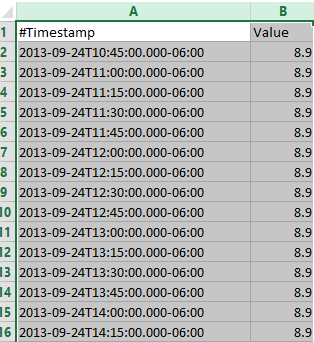 A B
1 #Timestamp Value
2 2013-09-24T10:45:00.000-06:00 8.9
3 2013-09-24T11:00:00.000-06:00 8.9
4 2013-09-24T11:15:00.000-06:00 8.9
5 2013-09-24T11:30:00.000-06:00 8.9
6 2013-09-24T11:45:00.000-06:00 8.9
7 2013-09-24T12:00:00.000-06:00 8.9
8 2013-09-24T12:15:00.000-06:00 8.9
9 2013-09-24T12:30:00.000-06:00 8.9
10 2013-09-24T12:45:00.000-06:00 8.9
11 2013-09-24T13:00:00.000-06:00 8.9
12 2013-09-24T13:15:00.000-06:00 8.9
13 2013-09-24T13:30:00.000-06:00 8.9
14 2013-09-24T13:45:00.000-06:00 8.9
15 2013-09-24T14:00:00.000-06:00 8.9
16 2013-09-24T14:15:00.000-06:00 8.9